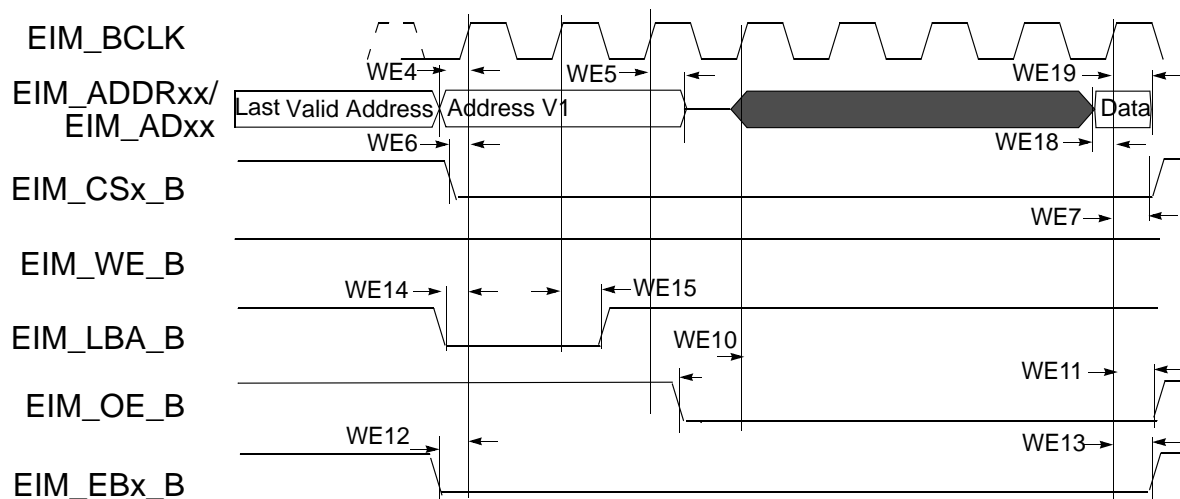 EIM_BCLK
WE4
WE5
WE19
EIM_ADDRxx/
EIM_ADxx
Last Valid Address
Address V1
Data
WE6
WE18
EIM_CSx_B
WE7
EIM_WE_B
WE14
WE15
EIM_LBA_B
WE10
WE11
EIM_OE_B
WE12
WE13
EIM_EBx_B